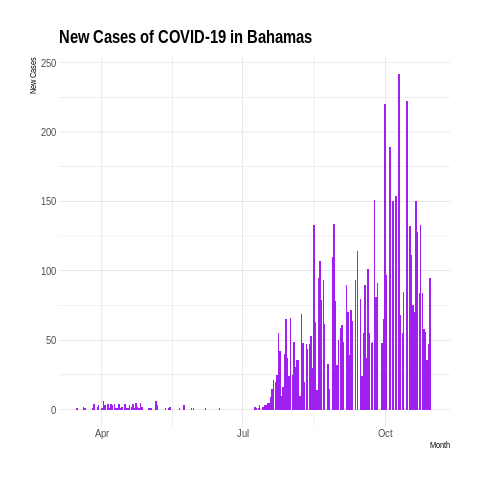 New Cases of COVID-19 in Bahamas
New Cases
250
200
150
100
50
0
Apr
Jul
Oct
Month